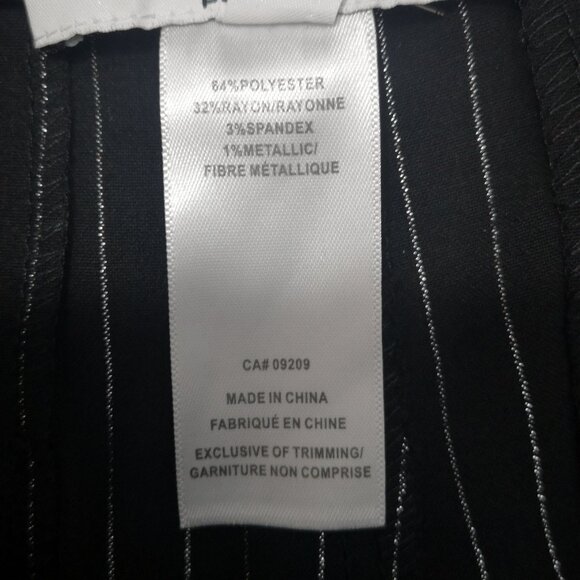 64%POLYESTER
32%RAYON/RAYONNE
3%SPANDEX
1%METALLIC/
FIBRE MÉTALLIQUE
CA# 09209
MADE IN CHINA
FABRIQUÉ EN CHINE
EXCLUSIVE OF TRIMMING/
GARNITURE NON COMPRISE